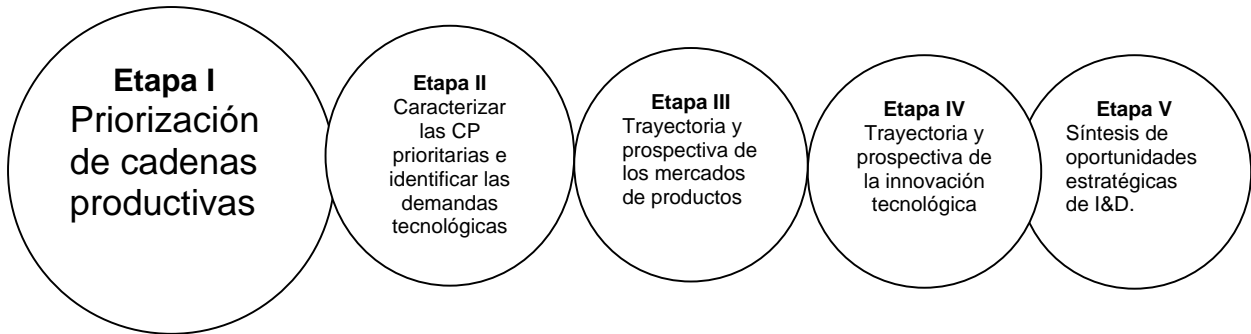 Etapa I
Priorización
de cadenas
productivas
Etapa II
Caracterizar
las CP
prioritarias e
identificar las
demandas
tecnológicas
Etapa III
Trayectoria y
prospectiva de
los mercados
de productos
Etapa IV
Trayectoria y
prospectiva de
la innovación
tecnológica
Etapa V
Síntesis de
oportunidades
estratégicas
de I&D.